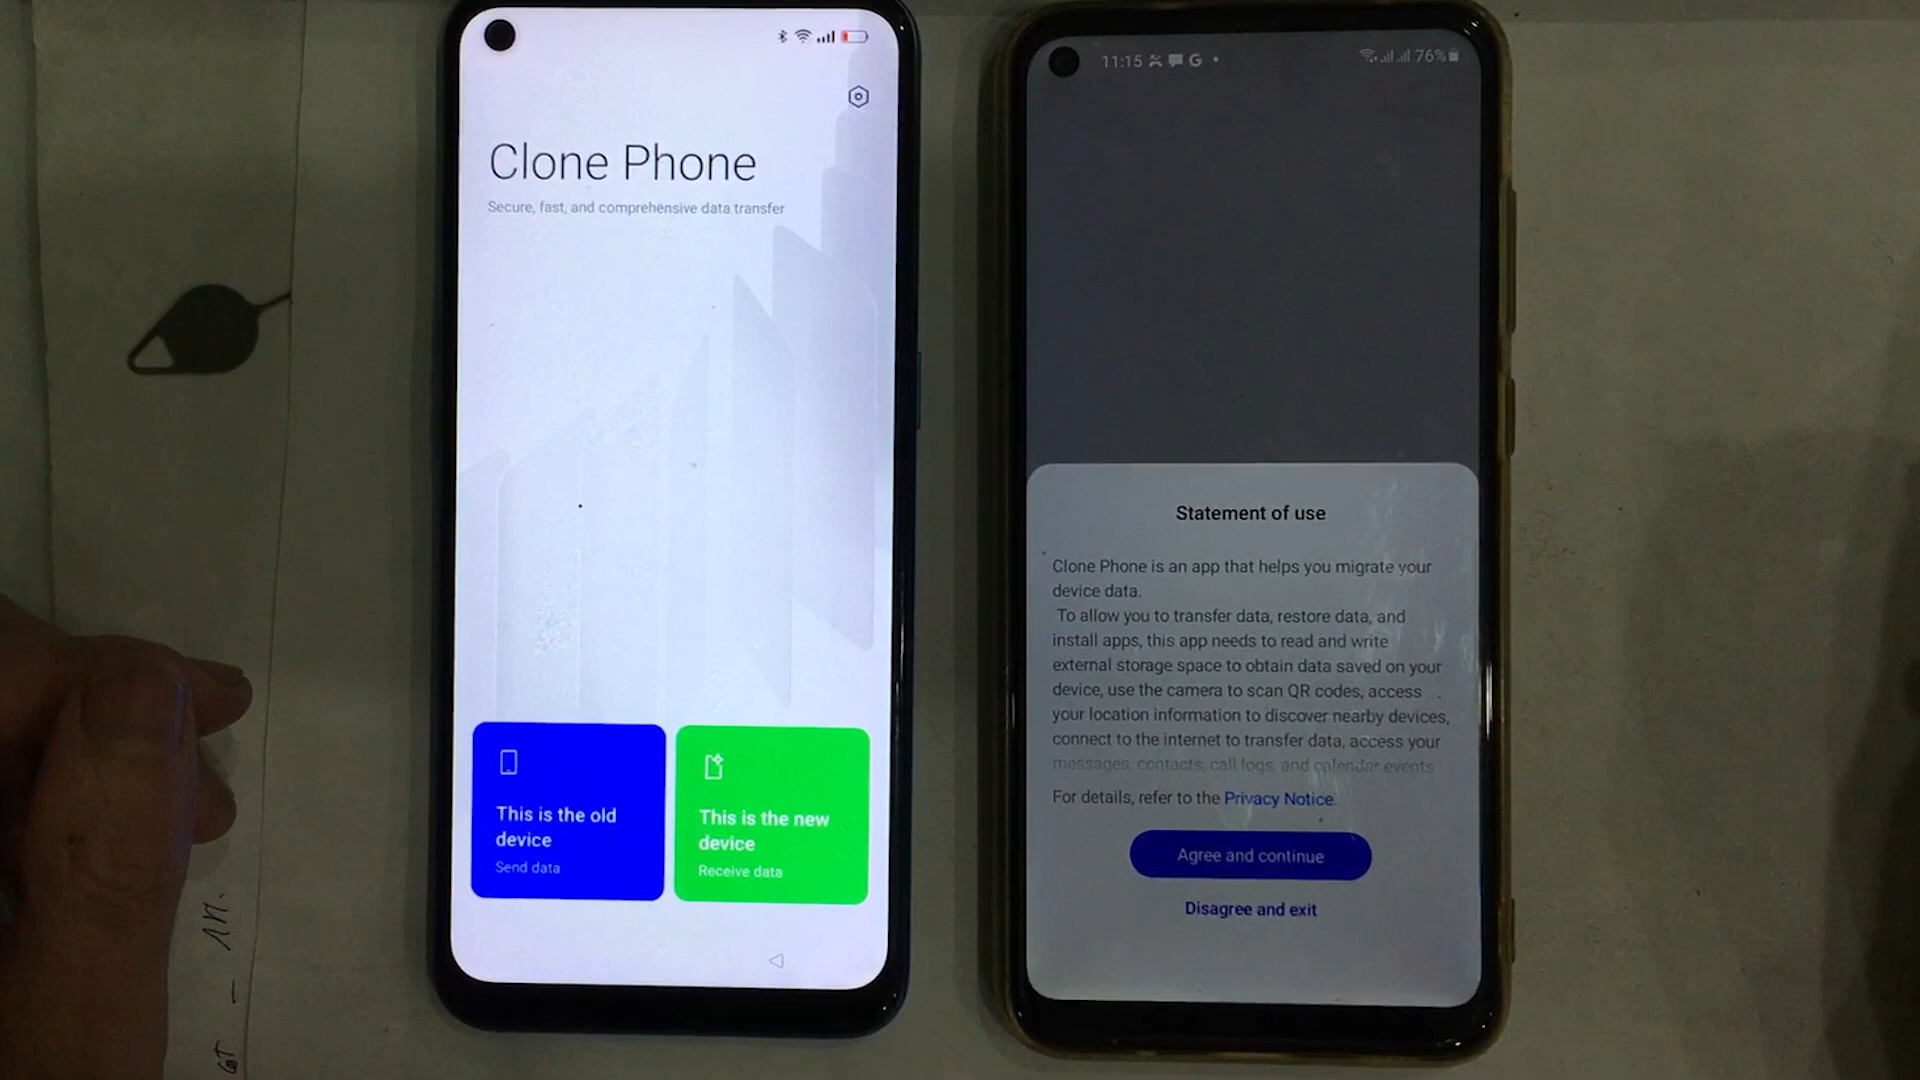 Clone Phone
Secure, fast, and comprehensive data transfer
This is the old
device
Send data
This is the new
device
Receive data
11:15
76%
Statement of use
Clone Phone is an app that helps you migrate your
device data.
To allow you to transfer data, restore data, and
install apps, this app needs to read and write
external storage space to obtain data saved on your
device, use the camera to scan QR codes, access
your location information to discover nearby devices,
connect to the internet to transfer data, access your
messages, contacts, call logs, and calendar events
For details, refer to the Privacy Notice.
Agree and continue
Disagree and exit